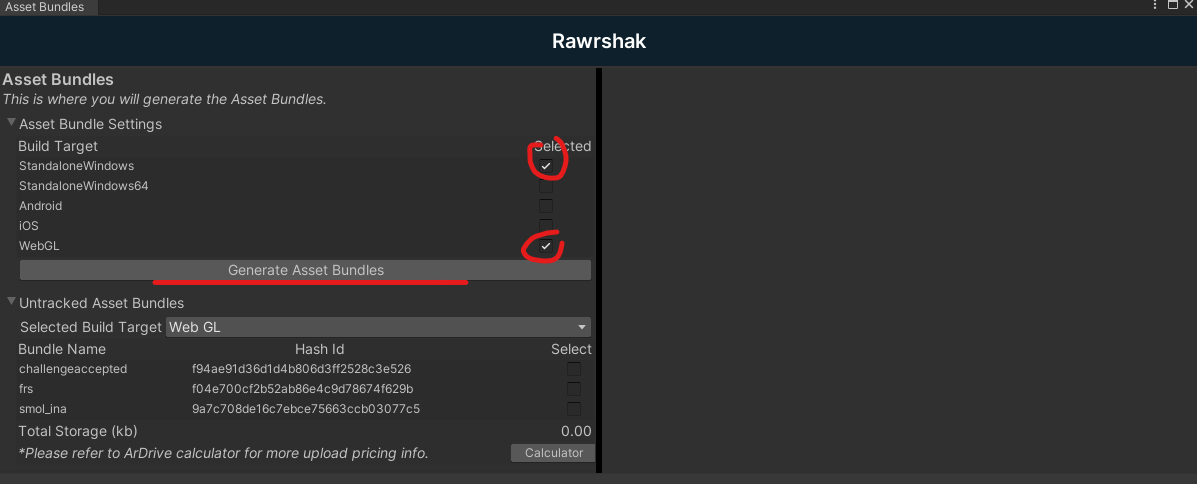 Asset Bundles
Rawrshak
Asset Bundles
This is where you will generate the Asset Bundles.
Asset Bundle Settings
Build Target Selected
StandaloneWindows
StandaloneWindows64
Android
iOS
WebGL
Generate Asset Bundles
Untracked Asset Bundles
Selected Build Target Web GL
Bundle Name Hash Id Select
challengeaccepted f94ae91d36d1d4b806d3ff2528c3e526
frs f04e700cf2b52ab86e4c9d78674f629b
smol_ina 9a7c708de16c7ebce75663ccb03077c5
Total Storage (kb) 0.00
*Please refer to ArDrive calculator for more upload pricing info. Calculator